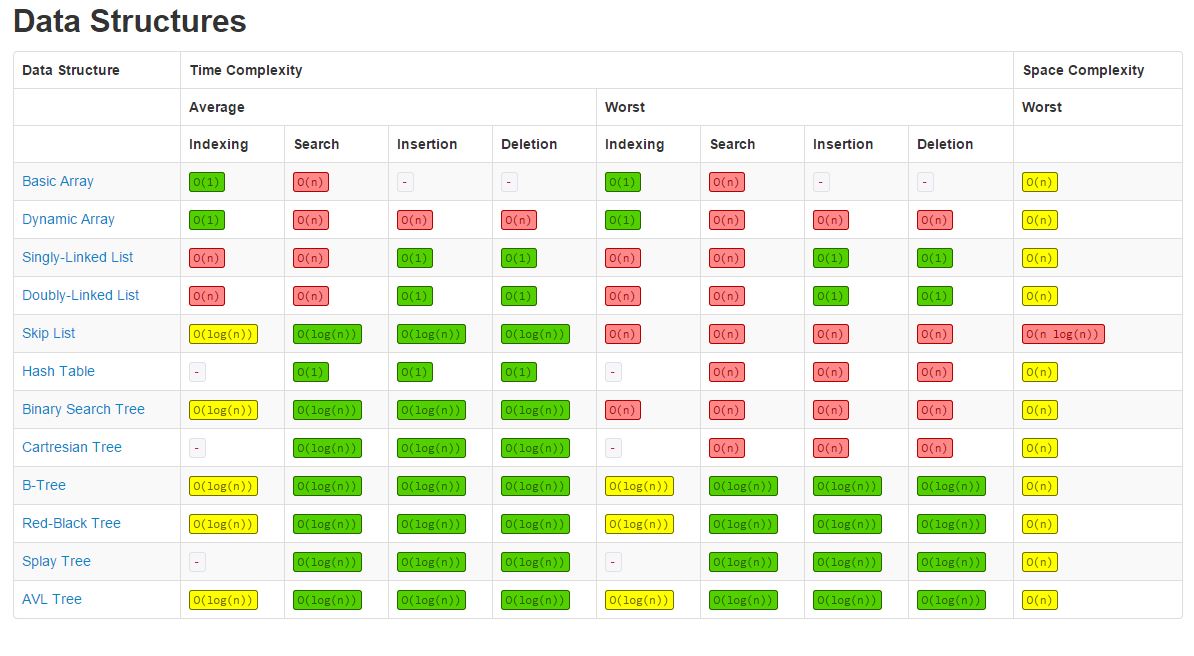 Data Structures
Data Structure Time Complexity Space Complexity
Average Worst Worst
Indexing Search Insertion Deletion Indexing Search Insertion Deletion
Basic Array O(1) O(n) - - O(1) O(n) - - O(n)
Dynamic Array O(1) O(n) O(n) O(n) O(1) O(n) O(n) O(n) O(n)
Singly-Linked List O(n) O(n) O(1) O(1) O(n) O(n) O(1) O(1) O(n)
Doubly-Linked List O(n) O(n) O(1) O(1) O(n) O(n) O(1) O(1) O(n)
Skip List O(log(n)) O(log(n)) O(log(n)) O(log(n)) O(n) O(n) O(n) O(n) O(n log(n))
Hash Table - O(1) O(1) O(1) - O(n) O(n) O(n) O(n)
Binary Search Tree O(log(n)) O(log(n)) O(log(n)) O(log(n)) O(n) O(n) O(n) O(n) O(n)
Cartresian Tree - O(log(n)) O(log(n)) O(log(n)) - O(n) O(n) O(n) O(n)
B-Tree O(log(n)) O(log(n)) O(log(n)) O(log(n)) O(log(n)) O(log(n)) O(log(n)) O(log(n)) O(n)
Red-Black Tree O(log(n)) O(log(n)) O(log(n)) O(log(n)) O(log(n)) O(log(n)) O(log(n)) O(log(n)) O(n)
Splay Tree - O(log(n)) O(log(n)) O(log(n)) - O(log(n)) O(log(n)) O(log(n)) O(n)
AVL Tree O(log(n)) O(log(n)) O(log(n)) O(log(n)) O(log(n)) O(log(n)) O(log(n)) O(log(n)) O(n)